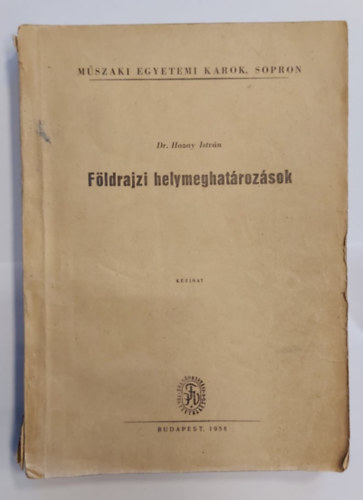 MŰSZAKI EGYETEMI KAROK, SOPRON
Dr. Hazay István
Földrajzi helymeghatározások
KÉZIRAT
BUDAPEST, 1954